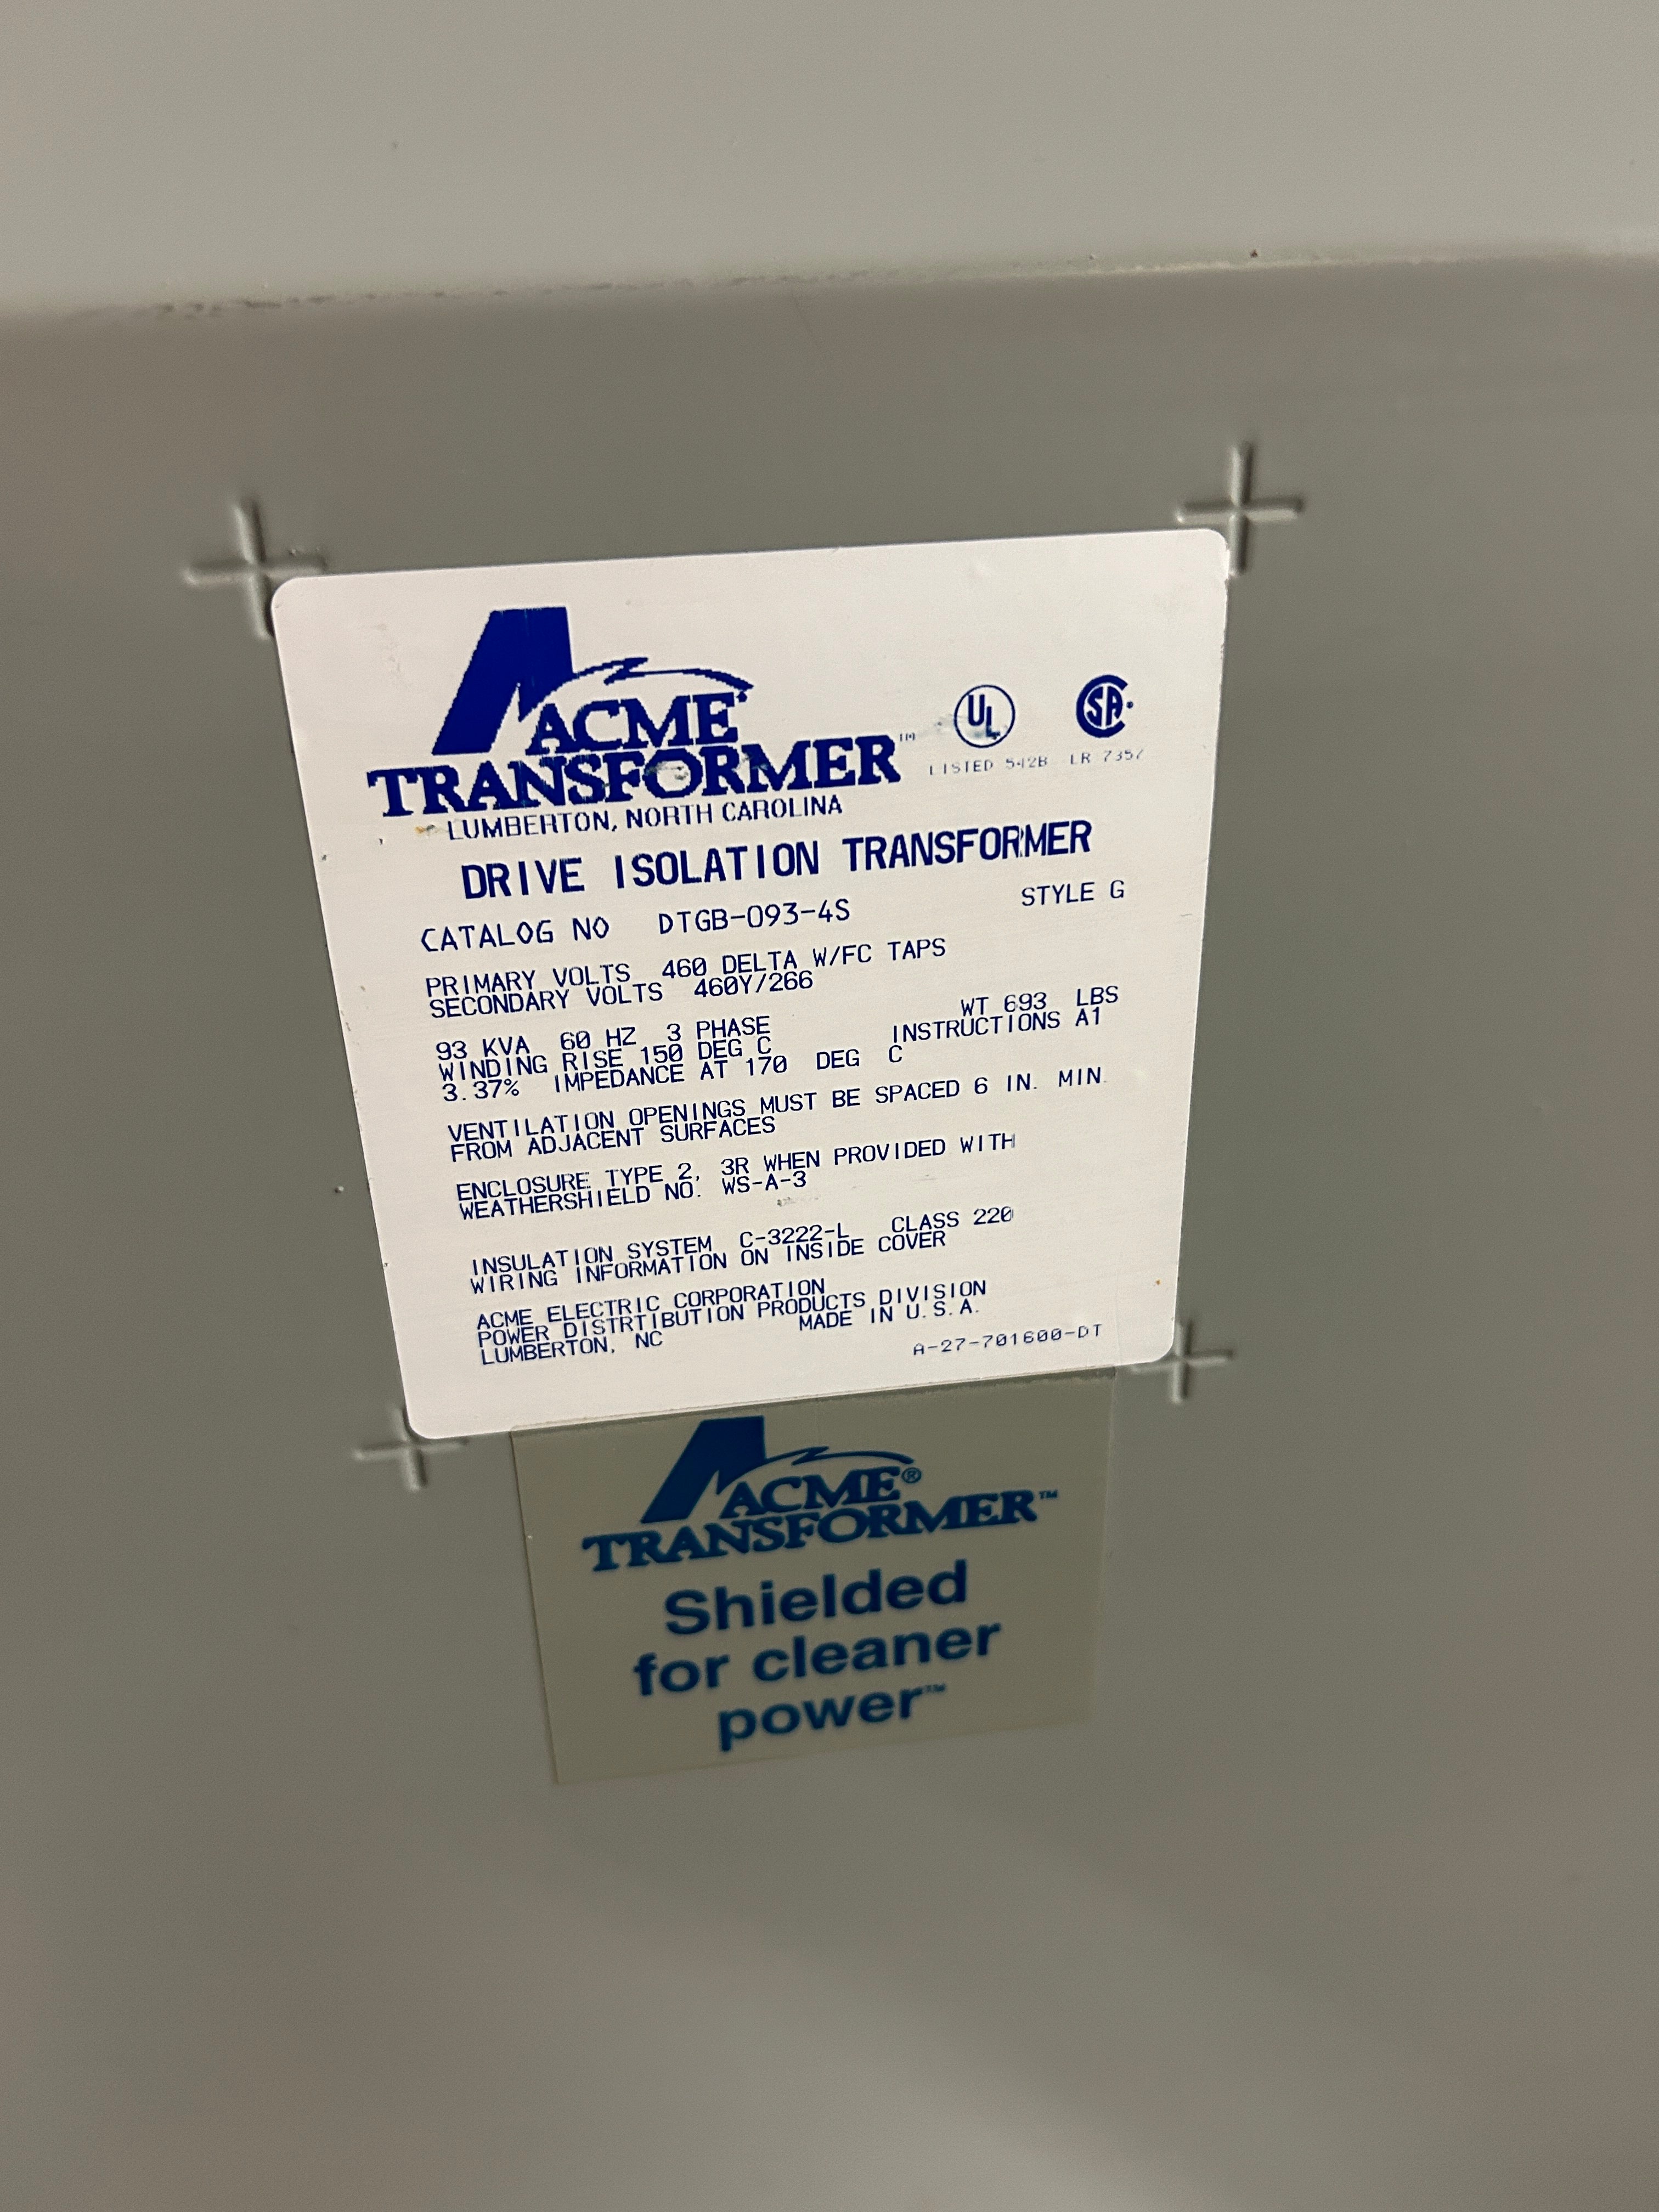 ACME
TRANSFORMER™
LUMBERTON, NORTH CAROLINA
UL
LISTED 542B
SA
LR 7357
DRIVE ISOLATION TRANSFORMER
CATALOG NO DTGB-093-4S STYLE G
PRIMARY VOLTS 460 DELTA W/FC TAPS
SECONDARY VOLTS 460Y/266
WT 693 LBS
93 KVA 60 HZ 3 PHASE INSTRUCTIONS A1
WINDING RISE 150 DEG C
3.37% IMPEDANCE AT 170 DEG C
VENTILATION OPENINGS MUST BE SPACED 6 IN. MIN.
FROM ADJACENT SURFACES
ENCLOSURE TYPE 2, 3R WHEN PROVIDED WITH
WEATHERSHIELD NO. WS-A-3
INSULATION SYSTEM C-3222-L CLASS 220
WIRING INFORMATION ON INSIDE COVER
ACME ELECTRIC CORPORATION
POWER DISTRTIBUTION PRODUCTS DIVISION
LUMBERTON, NC MADE IN U.S.A.
A-27-701600-DT
ACME®
TRANSFORMER™
Shielded
for cleaner
power™